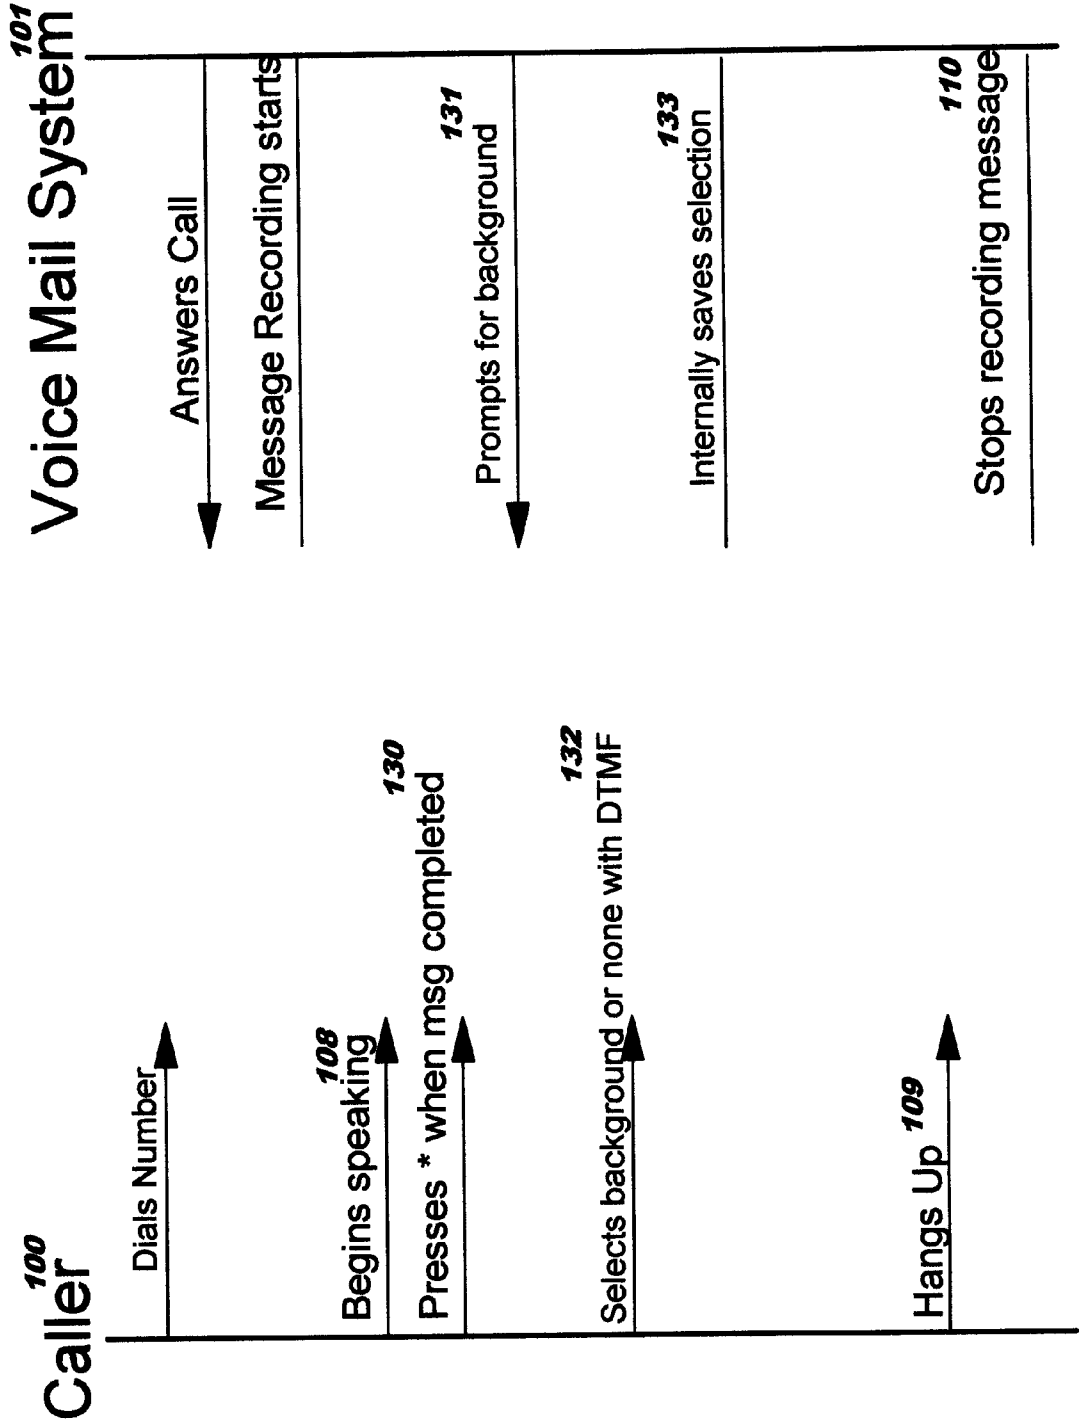 Caller 100
Voice Mail System 101
Dials Number
Answers Call
Message Recording starts
108
Begins speaking
130
Presses * when msg completed
131
Prompts for background
132
Selects background or none with DTMF
133
Internally saves selection
Hangs Up 109
110
Stops recording message